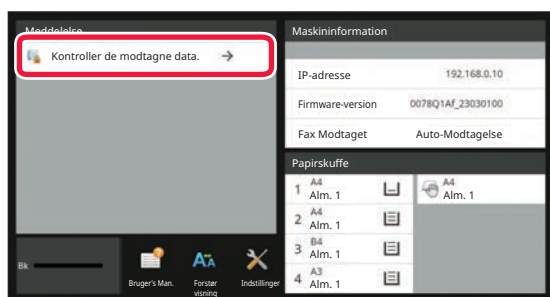 Meddelelse
Kontroller de modtagne data.
Maskininformation
IP-adresse 192.168.0.10
Firmware-version 0078Q1Af_23030100
Fax Modtaget Auto-Modtagelse
Papirskuffe
1 A4
Alm. 1
A4
Alm. 1
2 A4
Alm. 1
3 B4
Alm. 1
4 A3
Alm. 1
Bk
Bruger's Man.
AA
Forstør
visning
Indstillinger